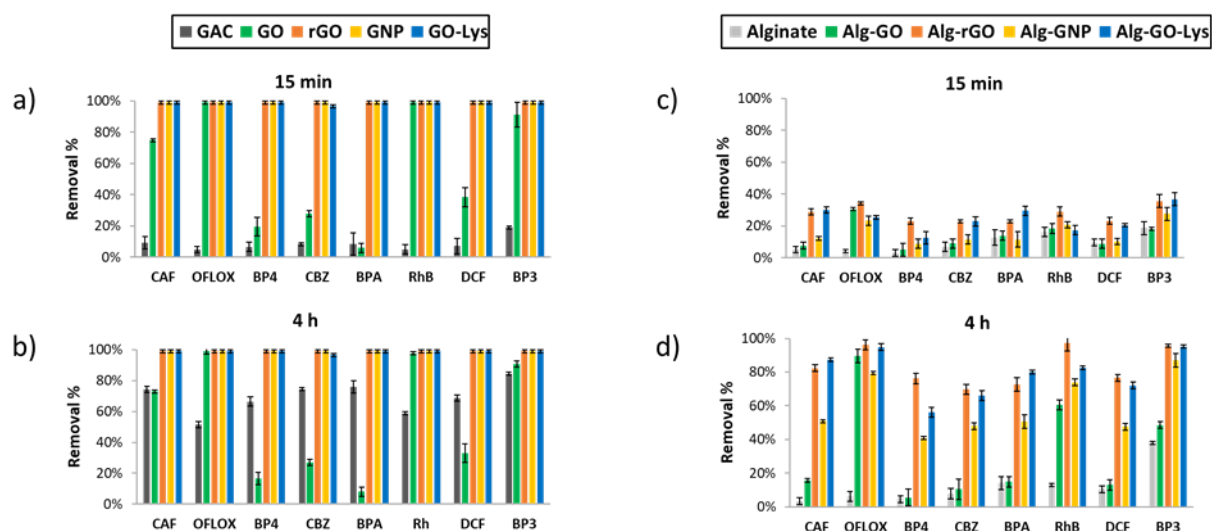 GAC GO rGO GNP GO-Lys
a)
15 min
Removal %
100%
80%
60%
40%
20%
0%
CAF OFLOX BP4 CBZ BPA RhB DCF BP3
b)
4 h
Removal %
100%
80%
60%
40%
20%
0%
CAF OFLOX BP4 CBZ BPA Rh DCF BP3
Alginate Alg-GO Alg-rGO Alg-GNP Alg-GO-Lys
c)
15 min
Removal %
100%
80%
60%
40%
20%
0%
CAF OFLOX BP4 CBZ BPA RhB DCF BP3
d)
4 h
Removal %
100%
80%
60%
40%
20%
0%
CAF OFLOX BP4 CBZ BPA RhB DCF BP3